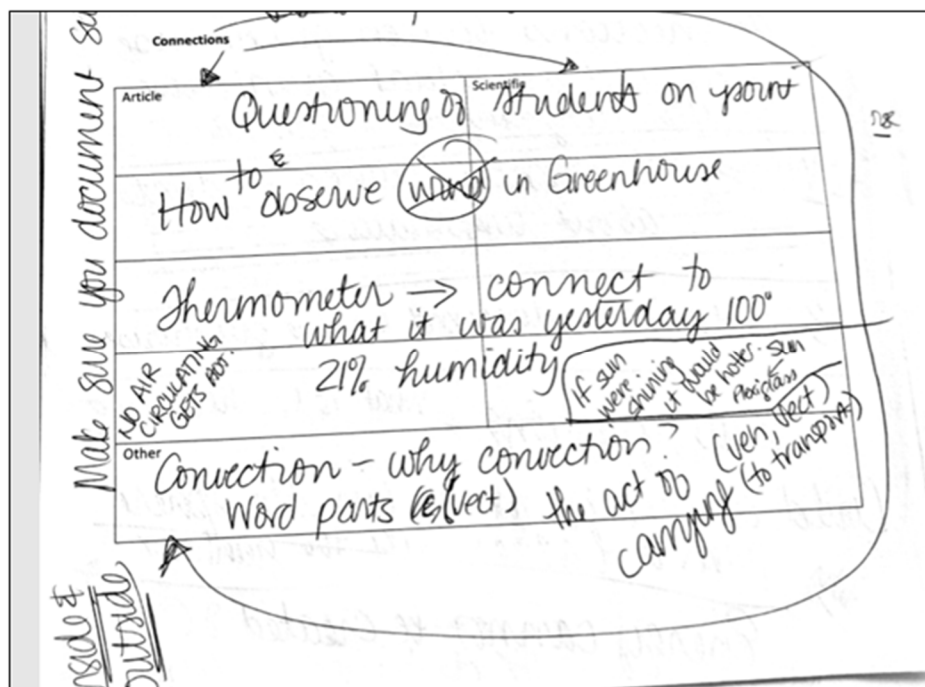 Make sure you document
Connections
Article
Scientific
Questioning of students on point
How to observe wind in Greenhouse
Thermometer → connect to
what it was yesterday 100°
21% humidity
NO AIR
CIRCULATING
GETS HOT.
If sun
were
shining
it would
be hotter. sun
Plexiglass
Other
Convection - why convection?
Word parts (vect) the act of
carrying
(veh, vect)
(to transport)
inside &
outside